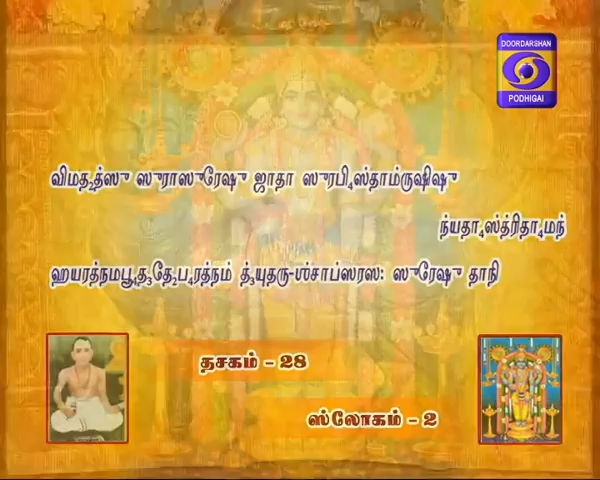 DOORDARSHAN
PODHIGAI
விமத₂த்ஸு ஸுராஸுரேஷு ஜாதா ஸுரபி₄ஸ்தாம்ருஷிஷு
ந்யதா₄ஸ்த்ரிதா₄மந்
ஹயரத்நமபூ₄த₃தே₂ப₄ரத்நம் த்₃யுதரு-ஶ்சாப்ஸரஸ: ஸுரேஷு தாநி
தசகம் - 28
ஸ்லோகம் - 2